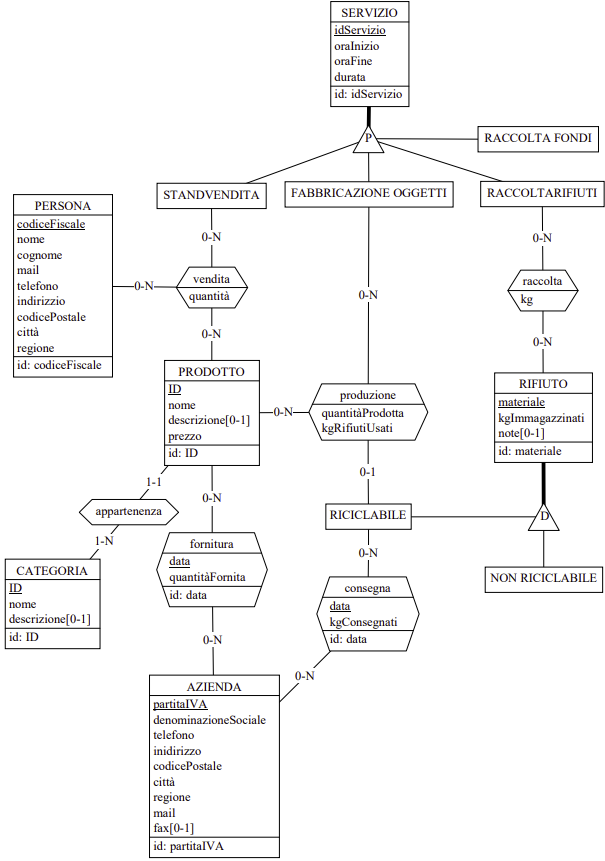 SERVIZIO
idServizio
oraInizio
oraFine
durata
id: idServizio
P
RACCOLTA FONDI
STANDVENDITA
FABBRICAZIONE OGGETTI
RACCOLTARIFIUTI
PERSONA
codiceFiscale
nome
cognome
mail
telefono
indirizzio
codicePostale
città
regione
id: codiceFiscale
0-N
0-N
vendita
quantità
0-N
0-N
0-N
raccolta
kg
0-N
PRODOTTO
ID
nome
descrizione[0-1]
prezzo
id: ID
0-N
produzione
quantitàProdotta
kgRifiutiUsati
0-1
RIFIUTO
materiale
kgImmagazzinati
note[0-1]
id: materiale
1-1
appartenenza
1-N
0-N
RICICLABILE
D
NON RICICLABILE
CATEGORIA
ID
nome
descrizione[0-1]
id: ID
fornitura
data
quantitàFornita
id: data
0-N
0-N
consegna
data
kgConsegnati
id: data
0-N
AZIENDA
partitaIVA
denominazioneSociale
telefono
inidirizzo
codicePostale
città
regione
mail
fax[0-1]
id: partitaIVA